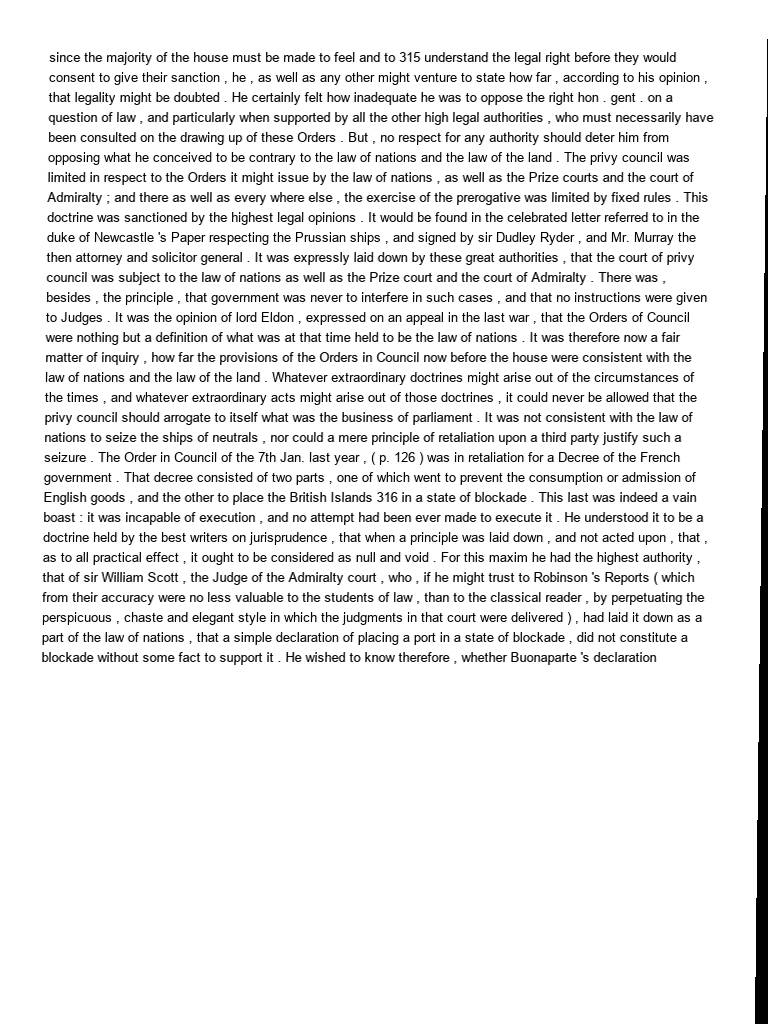 since the majority of the house must be made to feel and to 315 understand the legal right before they would
consent to give their sanction , he , as well as any other might venture to state how far , according to his opinion ,
that legality might be doubted . He certainly felt how inadequate he was to oppose the right hon . gent . on a
question of law , and particularly when supported by all the other high legal authorities , who must necessarily have
been consulted on the drawing up of these Orders . But , no respect for any authority should deter him from
opposing what he conceived to be contrary to the law of nations and the law of the land . The privy council was
limited in respect to the Orders it might issue by the law of nations , as well as the Prize courts and the court of
Admiralty ; and there as well as every where else , the exercise of the prerogative was limited by fixed rules . This
doctrine was sanctioned by the highest legal opinions . It would be found in the celebrated letter referred to in the
duke of Newcastle 's Paper respecting the Prussian ships , and signed by sir Dudley Ryder , and Mr. Murray the
then attorney and solicitor general . It was expressly laid down by these great authorities , that the court of privy
council was subject to the law of nations as well as the Prize court and the court of Admiralty . There was ,
besides , the principle , that government was never to interfere in such cases , and that no instructions were given
to Judges . It was the opinion of lord Eldon , expressed on an appeal in the last war , that the Orders of Council
were nothing but a definition of what was at that time held to be the law of nations . It was therefore now a fair
matter of inquiry , how far the provisions of the Orders in Council now before the house were consistent with the
law of nations and the law of the land . Whatever extraordinary doctrines might arise out of the circumstances of
the times , and whatever extraordinary acts might arise out of those doctrines , it could never be allowed that the
privy council should arrogate to itself what was the business of parliament . It was not consistent with the law of
nations to seize the ships of neutrals , nor could a mere principle of retaliation upon a third party justify such a
seizure . The Order in Council of the 7th Jan. last year , ( p. 126 ) was in retaliation for a Decree of the French
government . That decree consisted of two parts , one of which went to prevent the consumption or admission of
English goods , and the other to place the British Islands 316 in a state of blockade . This last was indeed a vain
boast : it was incapable of execution , and no attempt had been ever made to execute it . He understood it to be a
doctrine held by the best writers on jurisprudence , that when a principle was laid down , and not acted upon , that ,
as to all practical effect , it ought to be considered as null and void . For this maxim he had the highest authority ,
that of sir William Scott , the Judge of the Admiralty court , who , if he might trust to Robinson 's Reports ( which
from their accuracy were no less valuable to the students of law , than to the classical reader , by perpetuating the
perspicuous , chaste and elegant style in which the judgments in that court were delivered ) , had laid it down as a
part of the law of nations , that a simple declaration of placing a port in a state of blockade , did not constitute a
blockade without some fact to support it . He wished to know therefore , whether Buonaparte 's declaration